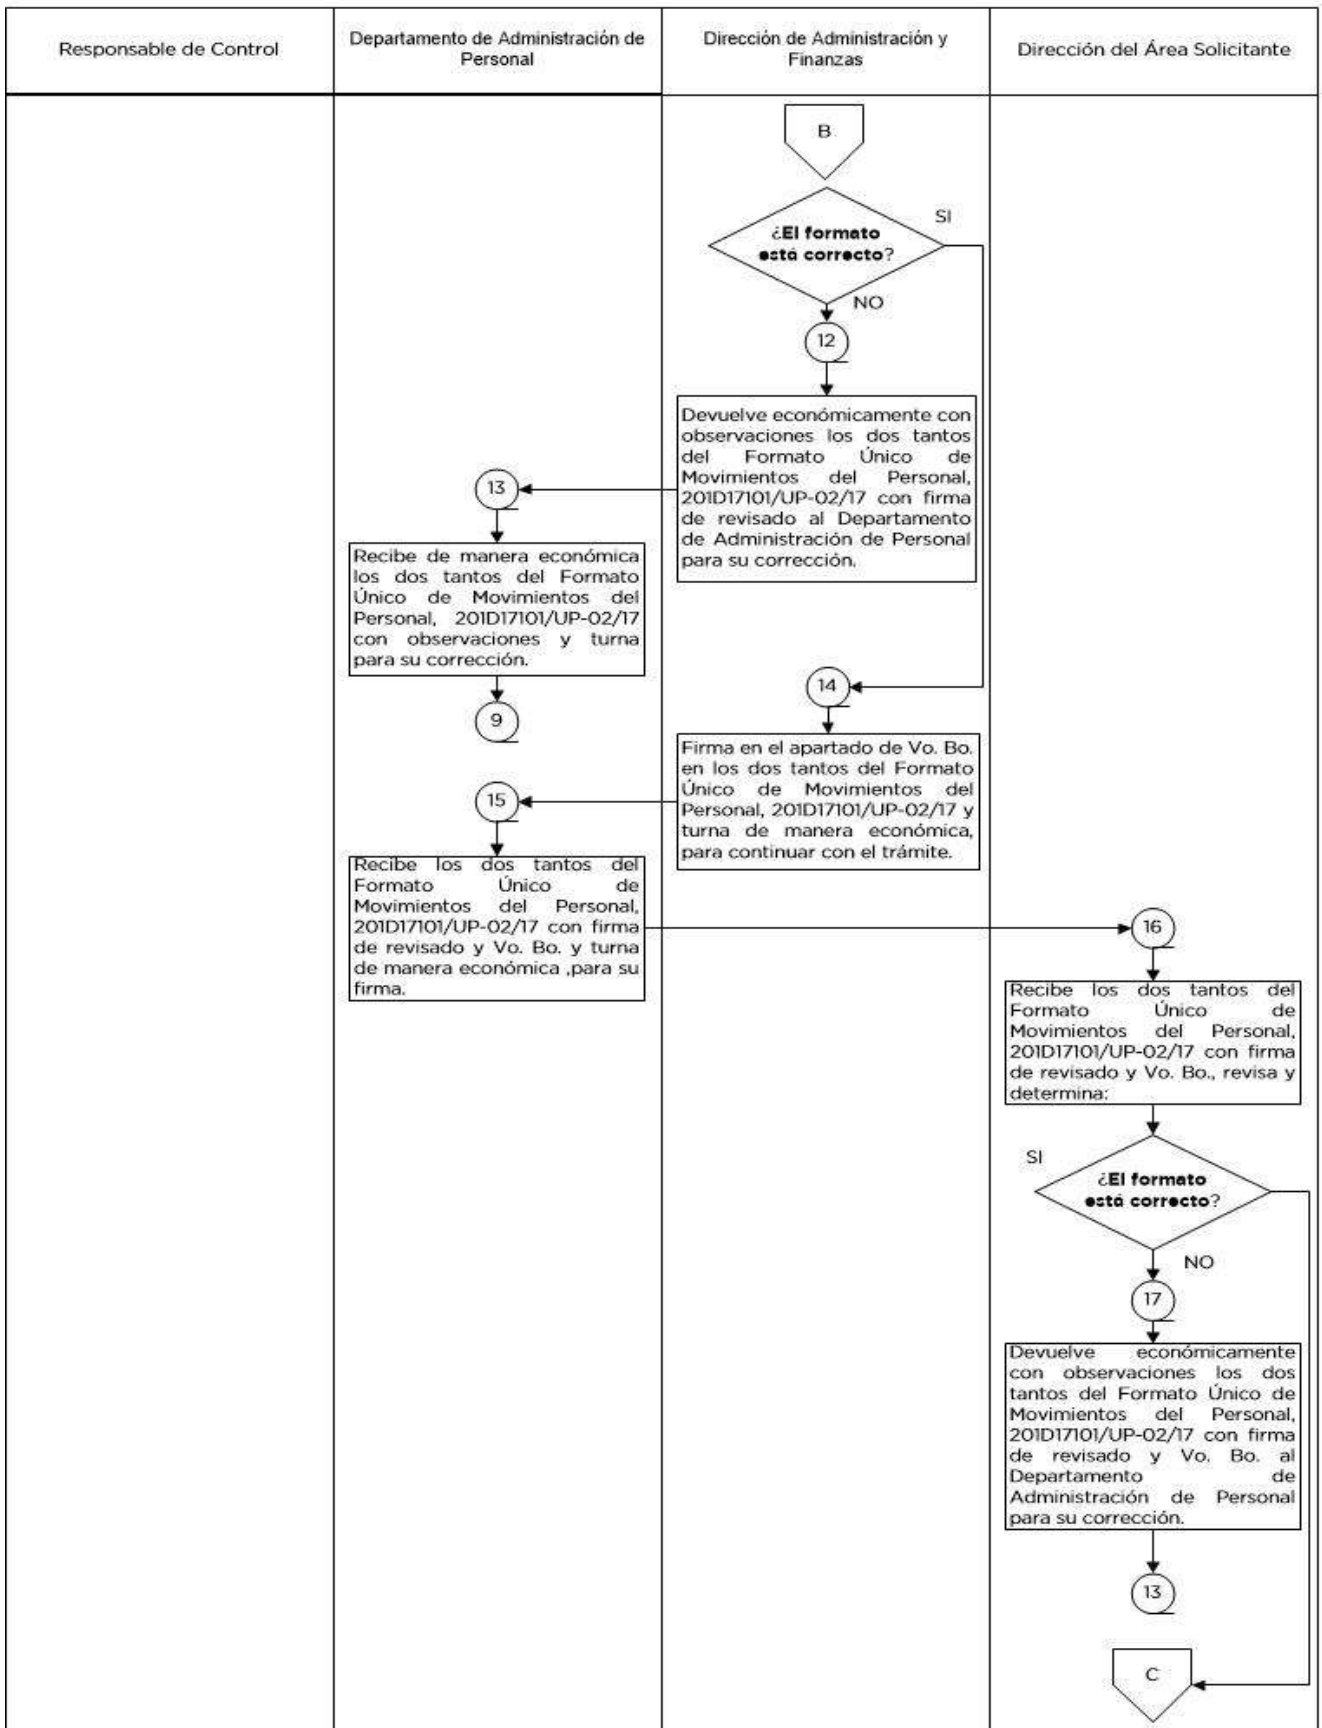 Responsable de Control
Departamento de Administración de
Personal
Dirección de Administración y
Finanzas
Dirección del Área Solicitante
B
¿El formato
está correcto?
SI
NO
12
Devuelve económicamente con
observaciones los dos tantos
del Formato Único de
Movimientos del Personal,
201D17101/UP-02/17 con firma
de revisado al Departamento
de Administración de Personal
para su corrección.
13
Recibe de manera económica
los dos tantos del Formato
Único de Movimientos del
Personal, 201D17101/UP-02/17
con observaciones y turna
para su corrección.
9
14
Firma en el apartado de Vo. Bo.
en los dos tantos del Formato
Único de Movimientos del
Personal, 201D17101/UP-02/17 y
turna de manera económica,
para continuar con el trámite.
15
Recibe los dos tantos del
Formato Único de
Movimientos del Personal,
201D17101/UP-02/17 con firma
de revisado y Vo. Bo. y turna
de manera económica ,para su
firma.
16
Recibe los dos tantos del
Formato Único de
Movimientos del Personal,
201D17101/UP-02/17 con firma
de revisado y Vo. Bo., revisa y
determina:
SI
¿El formato
está correcto?
NO
17
Devuelve económicamente
con observaciones los dos
tantos del Formato Único de
Movimientos del Personal,
201D17101/UP-02/17 con firma
de revisado y Vo. Bo. al
Departamento de
Administración de Personal
para su corrección.
13
C